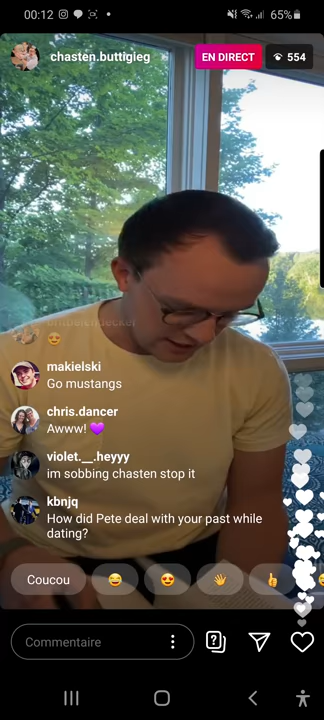 00:12
65%
chasten.buttigieg
EN DIRECT
554
makielski
Go mustangs
chris.dancer
Awww!
violet.__.heyyy
im sobbing chasten stop it
kbnjq
How did Pete deal with your past while
dating?
Coucou
Commentaire